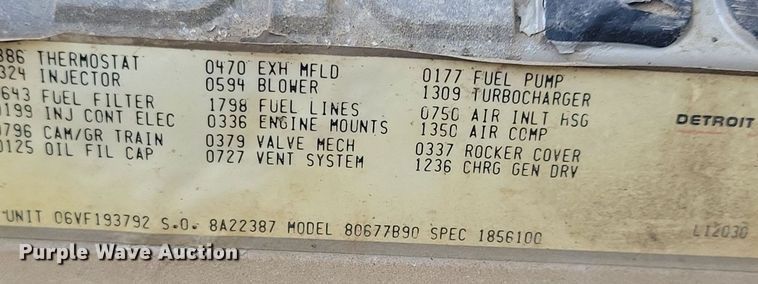 386 THERMOSTAT
324 INJECTOR
643 FUEL FILTER
0199 INJ CONT ELEC
0796 CAM/GR TRAIN
0125 OIL FIL CAP
0470 EXH MFLD
0594 BLOWER
1798 FUEL LINES
0336 ENGINE MOUNTS
0379 VALVE MECH
0727 VENT SYSTEM
0177 FUEL PUMP
1309 TURBOCHARGER
0750 AIR INLT HSG
1350 AIR COMP
0337 ROCKER COVER
1236 CHRG GEN DRV
DETROIT
UNIT 06VF193792 S.O. 8A22387 MODEL 80677B90 SPEC 1856100
L12030
Purple Wave Auction